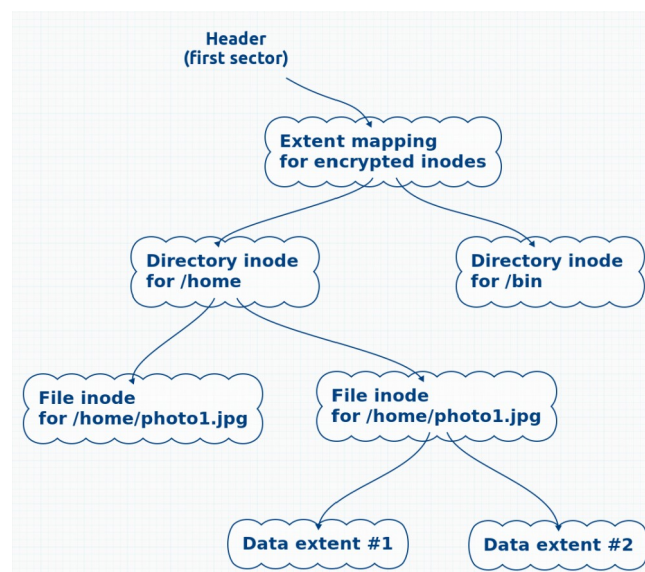 Header
(first sector)
Extent mapping
for encrypted inodes
Directory inode
for /home
Directory inode
for /bin
File inode
for /home/photo1.jpg
File inode
for /home/photo1.jpg
Data extent #1
Data extent #2